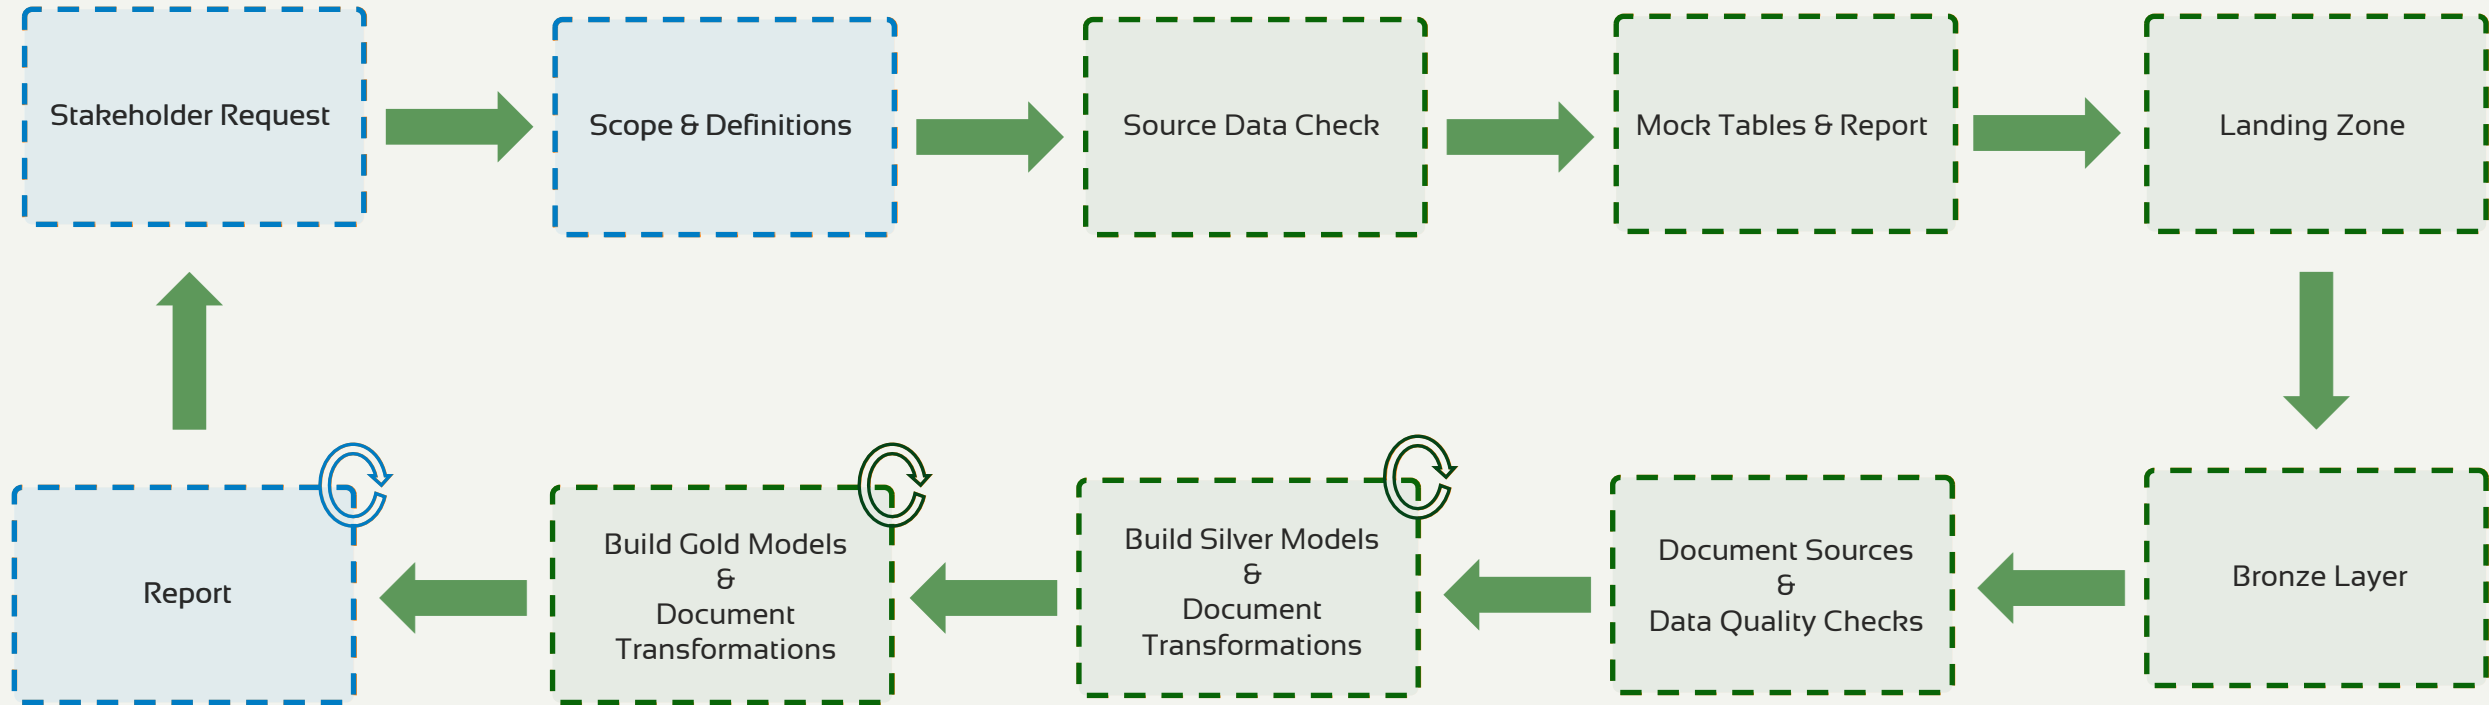 Stakeholder Request
Scope & Definitions
Source Data Check
Mock Tables & Report
Landing Zone
Bronze Layer
Document Sources
&
Data Quality Checks
Build Silver Models
&
Document
Transformations
Build Gold Models
&
Document
Transformations
Report